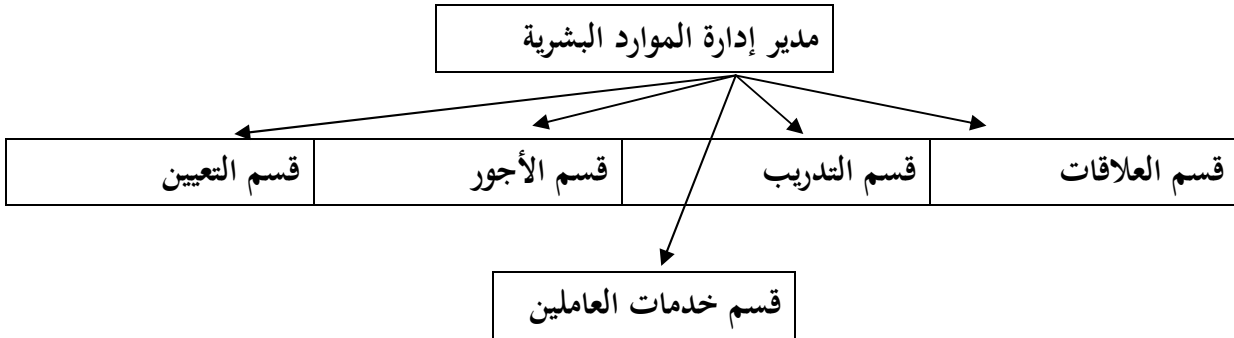 مدير إدارة الموارد البشرية
قسم العلاقات
قسم التدريب
قسم الأجور
قسم التعيين
قسم خدمات العاملين